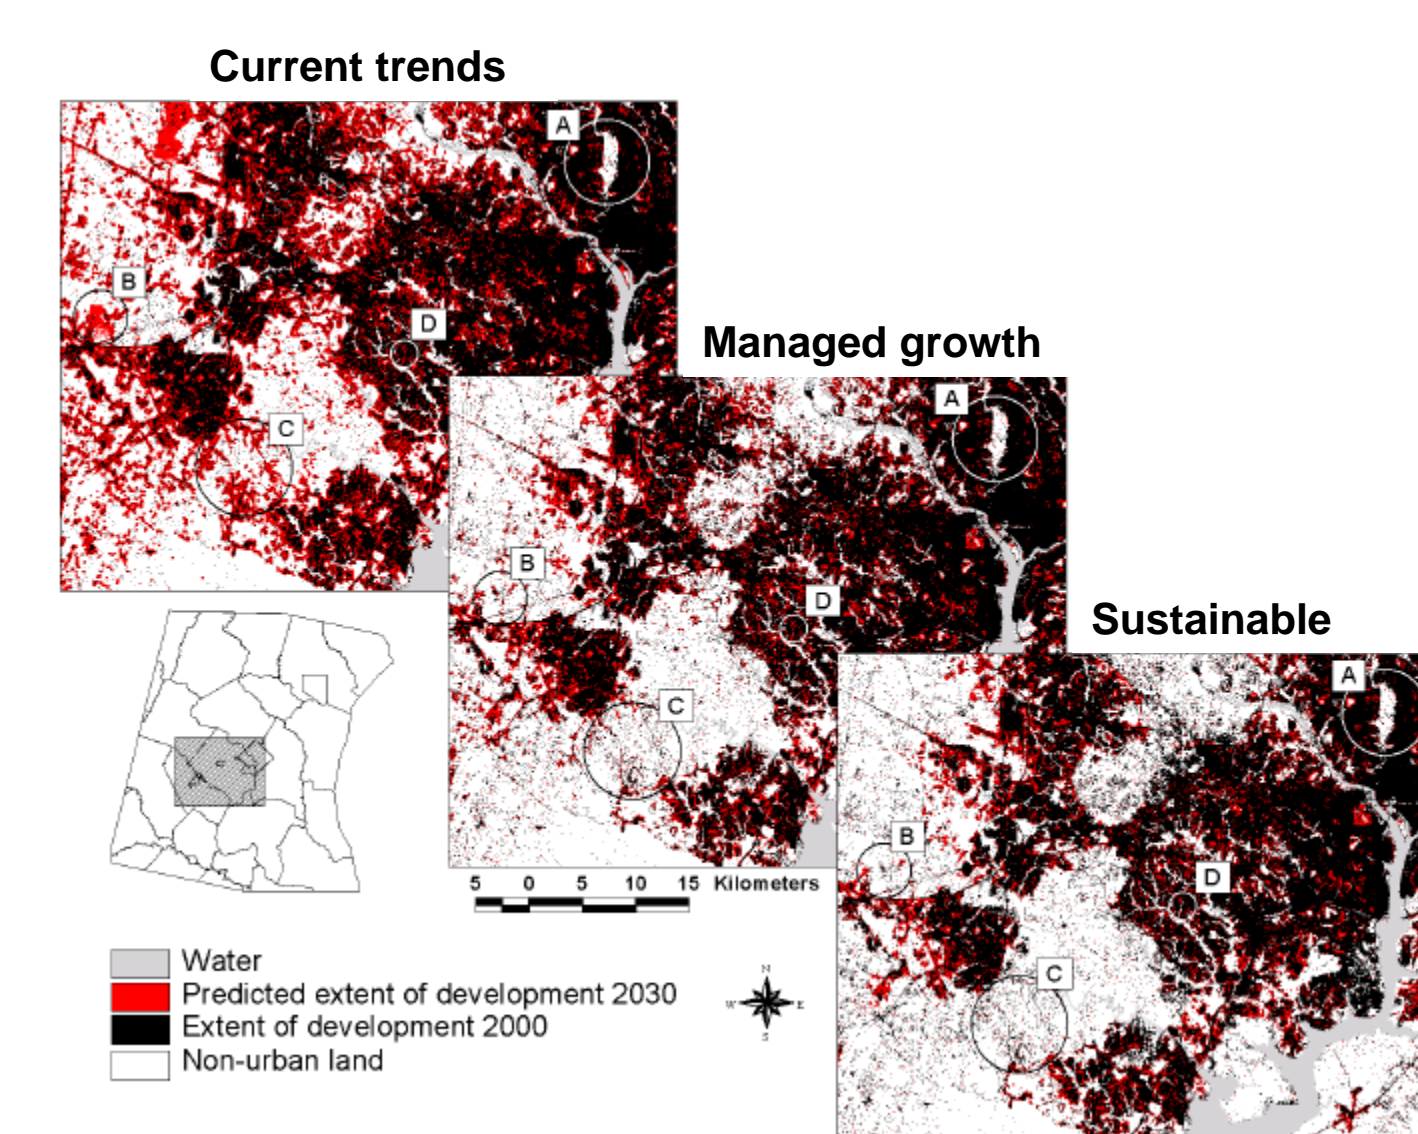 Current trends
A
B
D
C
Managed growth
A
B
D
C
Sustainable
A
B
D
C
5 0 5 10 15 Kilometers
Water
Predicted extent of development 2030
Extent of development 2000
Non-urban land
N
W E
S